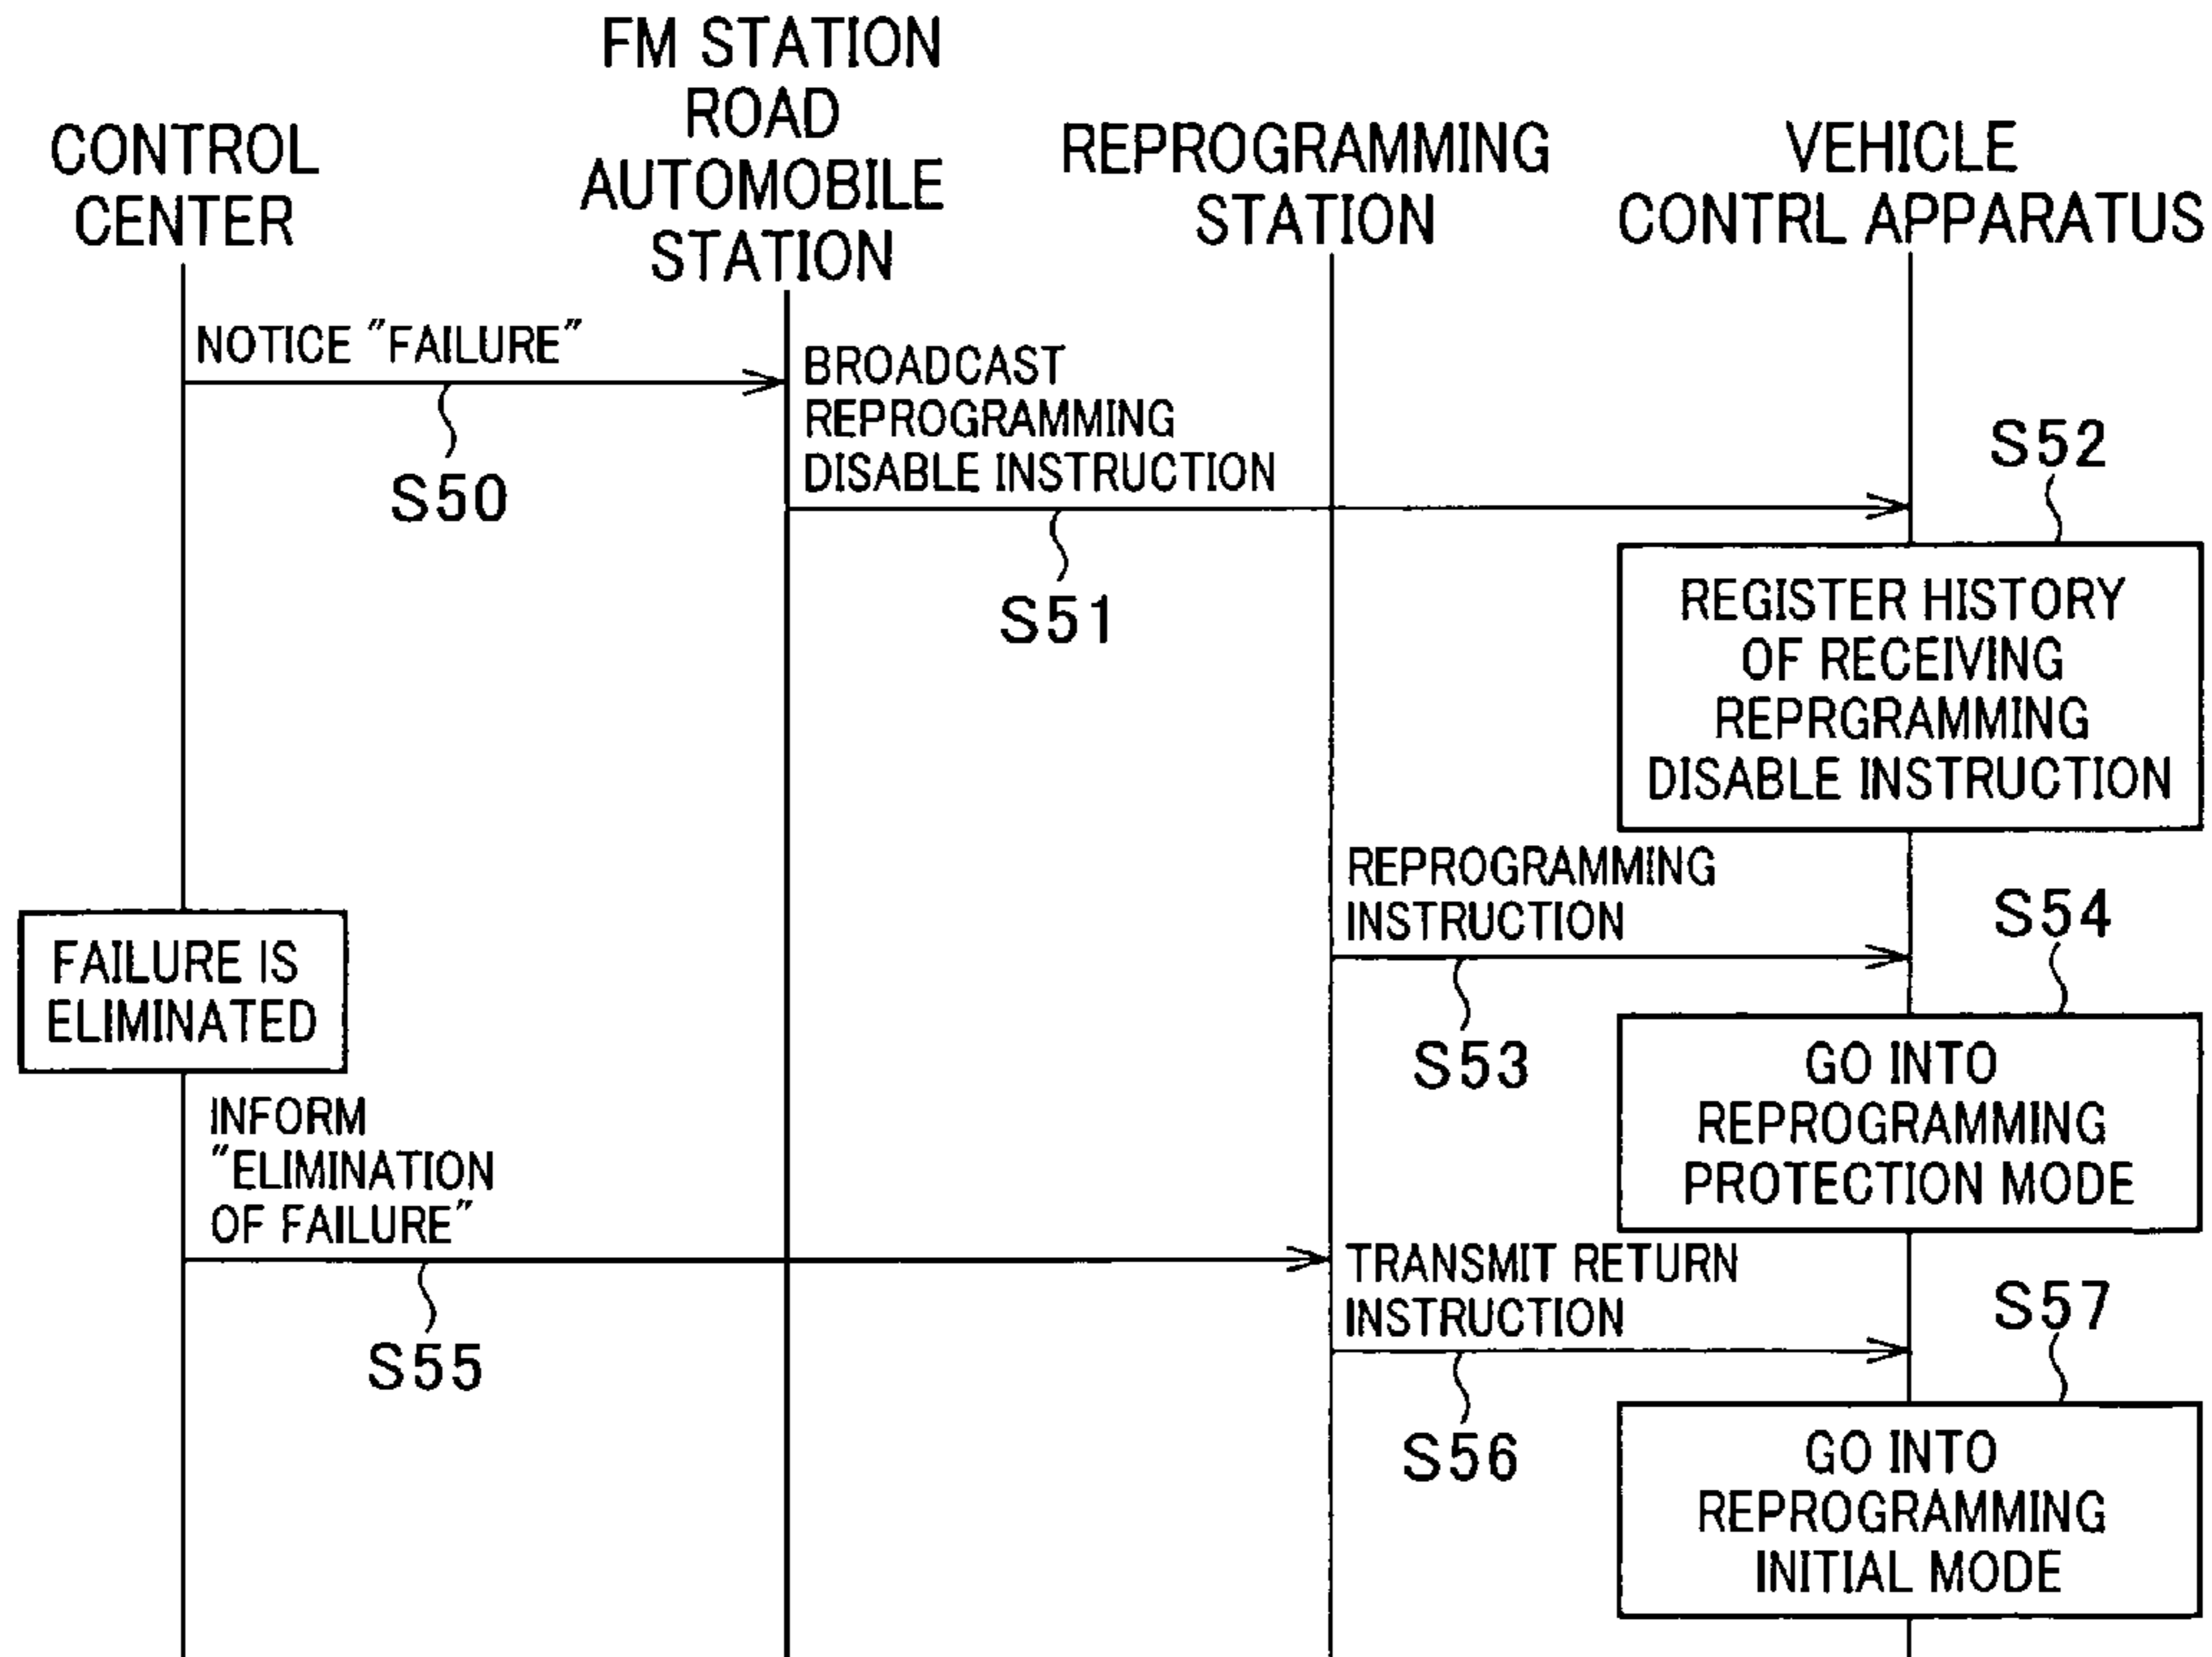 CONTROL
CENTER
FM STATION
ROAD
AUTOMOBILE
STATION
REPROGRAMMING
STATION
VEHICLE
CONTRL APPARATUS
NOTICE "FAILURE"
S50
BROADCAST
REPROGRAMMING
DISABLE INSTRUCTION
S51
S52
REGISTER HISTORY
OF RECEIVING
REPRGRAMMING
DISABLE INSTRUCTION
REPROGRAMMING
INSTRUCTION
S53
S54
GO INTO
REPROGRAMMING
PROTECTION MODE
FAILURE IS
ELIMINATED
INFORM
"ELIMINATION
OF FAILURE"
S55
TRANSMIT RETURN
INSTRUCTION
S56
S57
GO INTO
REPROGRAMMING
INITIAL MODE